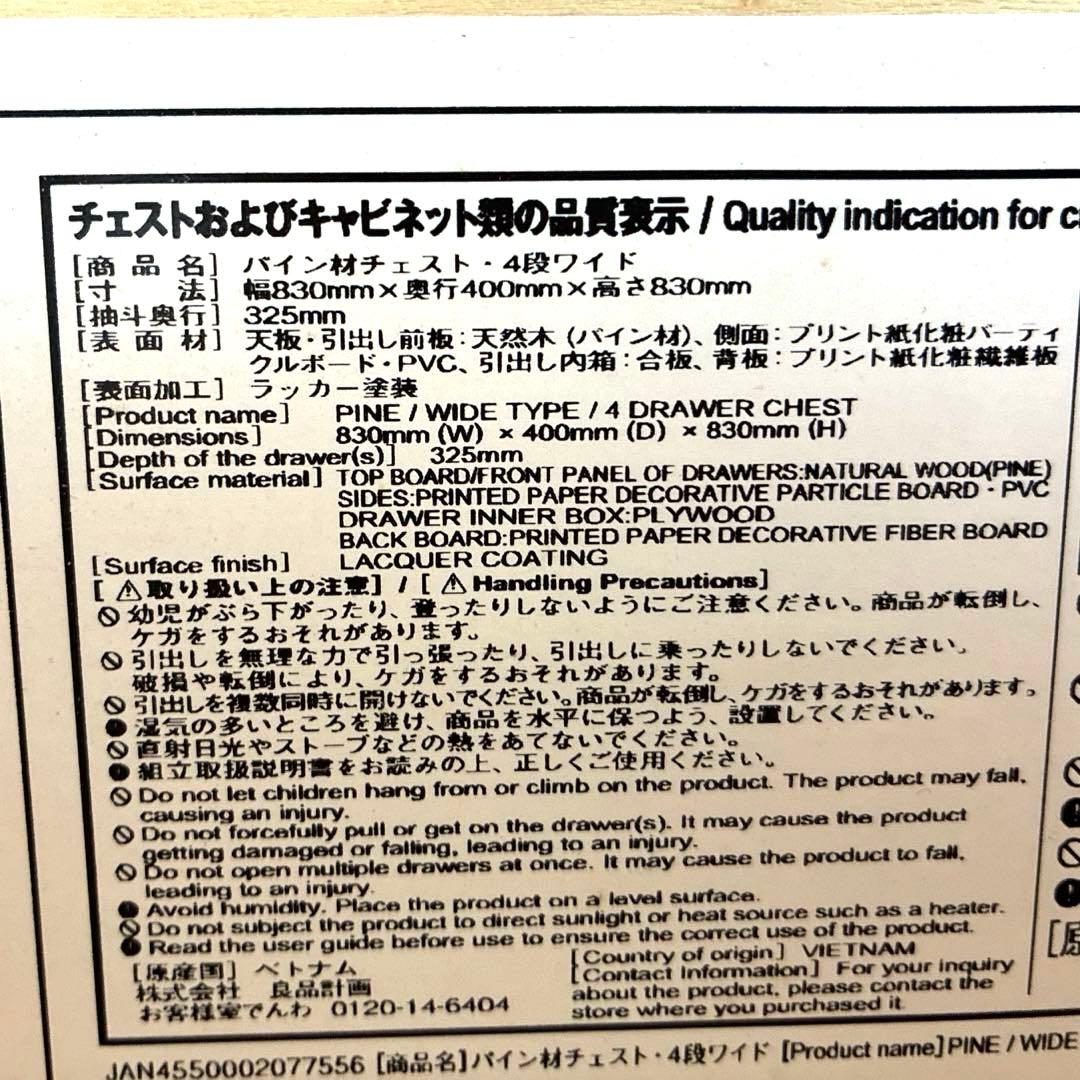 チェストおよびキャビネット類の品質表示 / Quality indication for
[商品名] パイン材チェスト・4段ワイド
[寸 法] 幅830mm×奥行400mm×高さ830mm
[抽斗奥行] 325mm
[表面材] 天板・引出し前板：天然木（パイン材）、側面：プリント紙化粧パーティ
クルボード・PVC、引出し内箱：合板、背板：プリント紙化粧繊維板
[表面加工] ラッカー塗装
[Product name] PINE / WIDE TYPE / 4 DRAWER CHEST
[Dimensions] 830mm (W) × 400mm (D) × 830mm (H)
[Depth of the drawer(s)] 325mm
[Surface material] TOP BOARD/FRONT PANEL OF DRAWERS:NATURAL WOOD(PINE)
SIDES:PRINTED PAPER DECORATIVE PARTICLE BOARD・PVC
DRAWER INNER BOX:PLYWOOD
BACK BOARD:PRINTED PAPER DECORATIVE FIBER BOARD
[Surface finish] LACQUER COATING
[⚠取り扱い上の注意] / [⚠Handling Precautions]
幼児がぶら下がったり、登ったりしないようにご注意ください。商品が転倒し、
ケガをするおそれがあります。
引出しを無理な力で引っ張ったり、引出しに乗ったりしないでください。
破損や転倒により、ケガをするおそれがあります。
引出しを複数同時に開けないでください。商品が転倒し、ケガをするおそれがあります。
湿気の多いところを避け、商品を水平に保つよう、設置してください。
直射日光やストーブなどの熱をあてないでください。
組立取扱説明書をお読みの上、正しくご使用ください。
Do not let children hang from or climb on the product. The product may fall,
causing an injury.
Do not forcefully pull or get on the drawer(s). It may cause the product
getting damaged or falling, leading to an injury.
Do not open multiple drawers at once. It may cause the product to fall,
leading to an injury.
Avoid humidity. Place the product on a level surface.
Do not subject the product to direct sunlight or heat source such as a heater.
Read the user guide before use to ensure the correct use of the product.
[原産国] ベトナム
株式会社 良品計画
お客様室でんわ 0120-14-6404
[Country of origin] VIETNAM
[Contact Information] For your inquiry
about the product, please contact the
store where you purchased it.
[原
JAN4550002077556 [商品名]パイン材チェスト・4段ワイド [Product name]PINE / WIDE